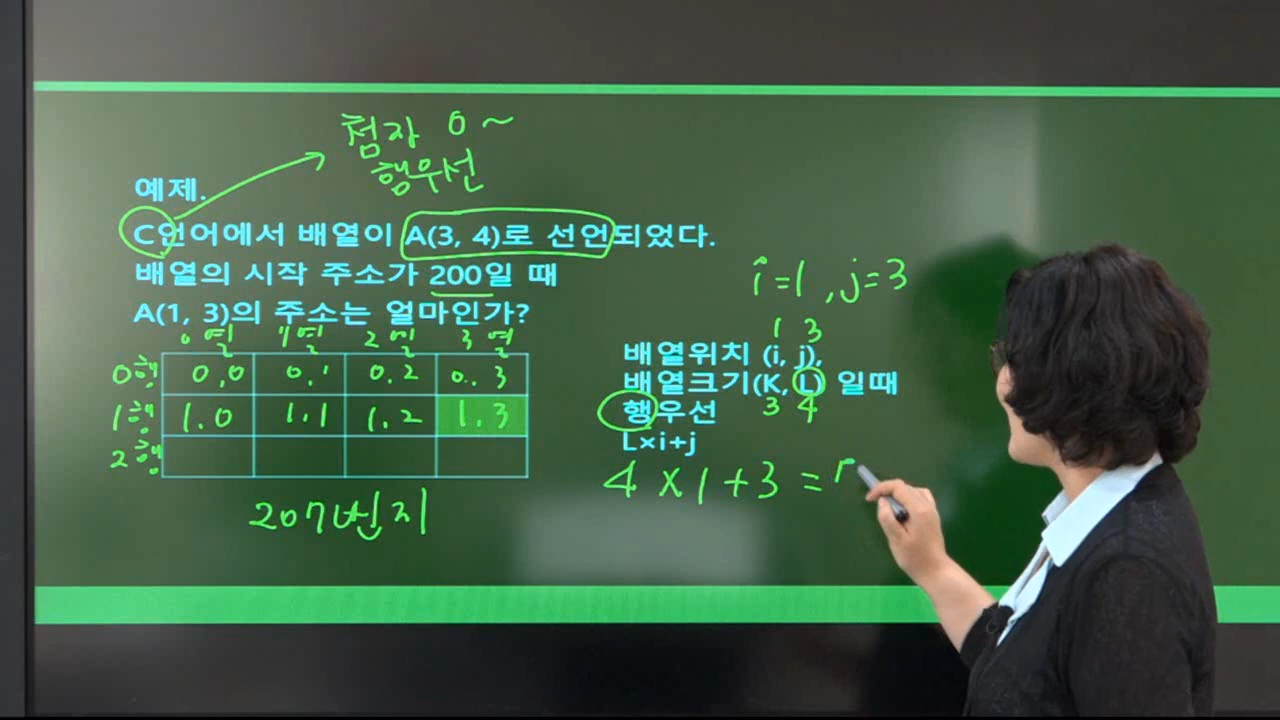 첨자 0 ~
행우선
예제.
C언어에서 배열이 A(3, 4)로 선언되었다.
배열의 시작 주소가 200일 때
A(1, 3)의 주소는 얼마인가?
0열 1열 2열 3열
0행 0,0 0.1 0.2 0.3
1행 1.0 1.1 1.2 1.3
2행
207번지
i=1, j=3
1 3
배열위치 (i, j),
배열크기(K, L) 일때
행우선 3 4
L×i+j
4 × 1 + 3 =